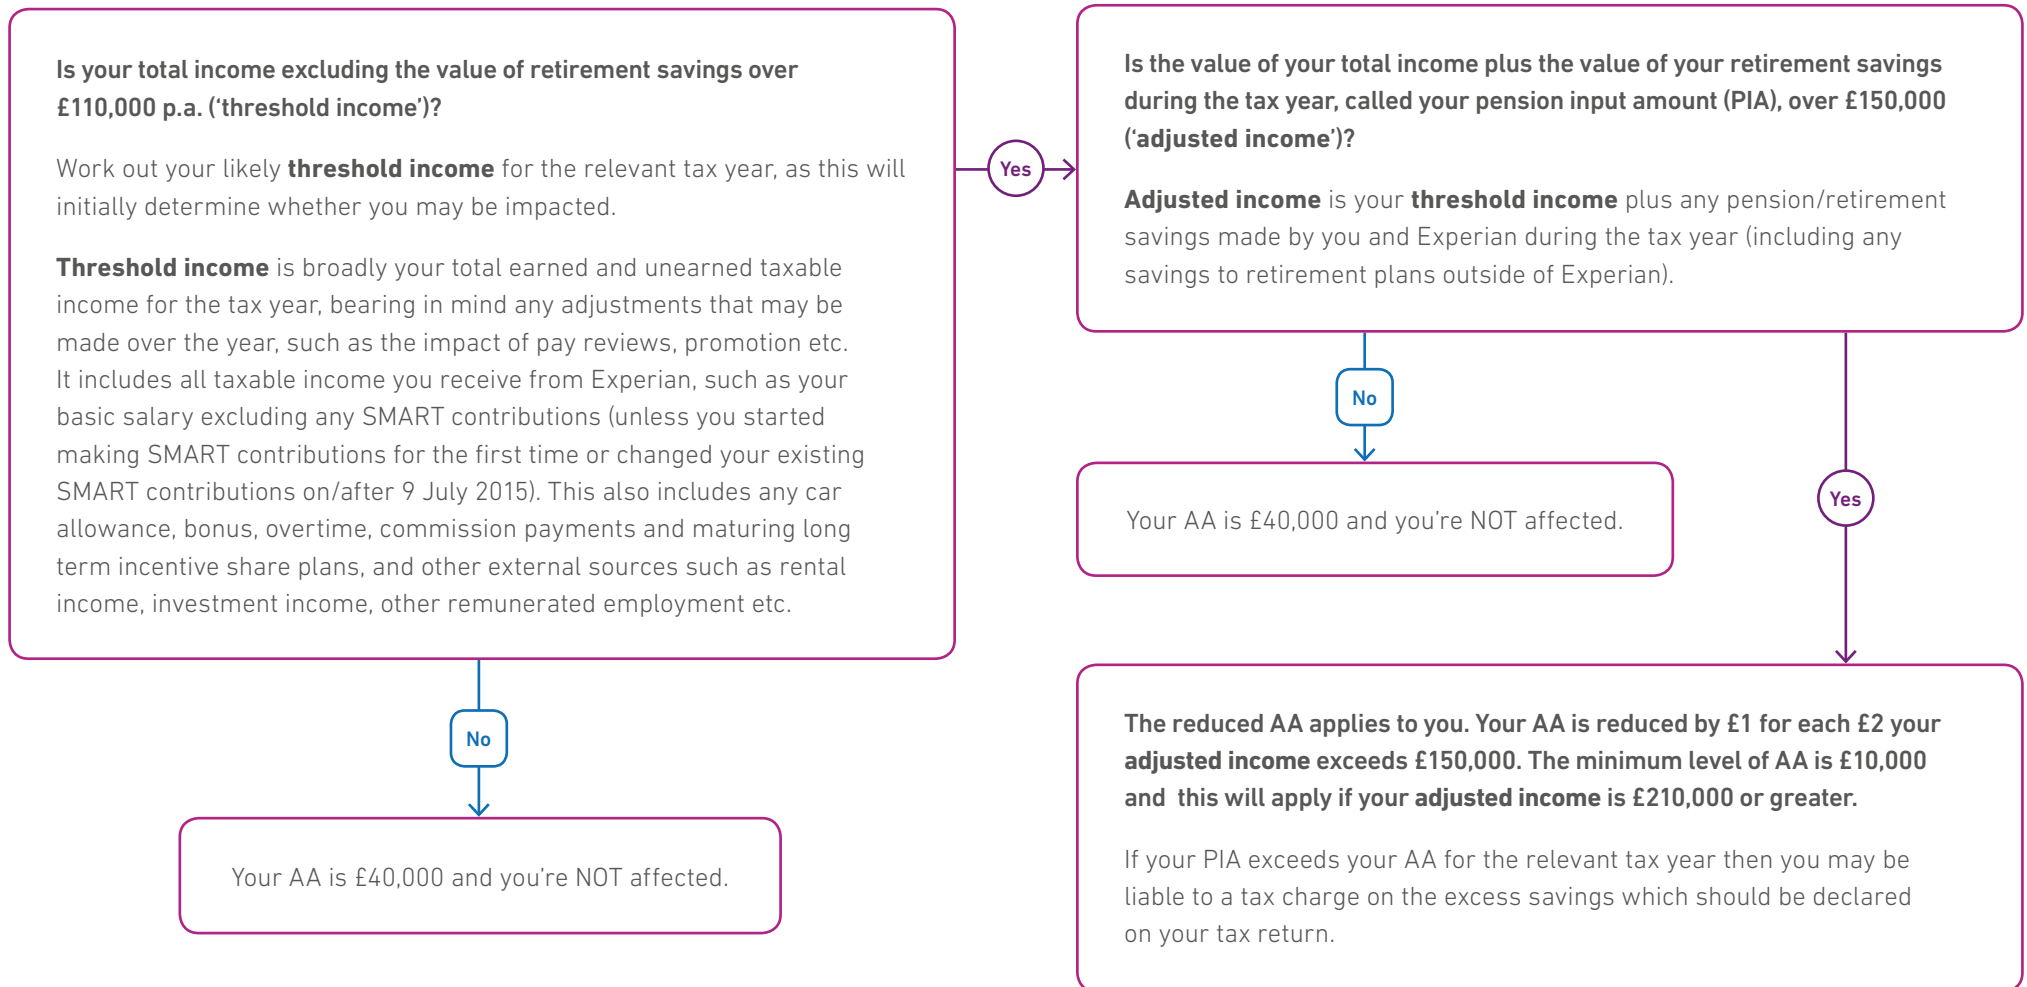 Is your total income excluding the value of retirement savings over
£110,000 p.a. (‘threshold income’)?
Work out your likely threshold income for the relevant tax year, as this will
initially determine whether you may be impacted.
Threshold income is broadly your total earned and unearned taxable
income for the tax year, bearing in mind any adjustments that may be
made over the year, such as the impact of pay reviews, promotion etc.
It includes all taxable income you receive from Experian, such as your
basic salary excluding any SMART contributions (unless you started
making SMART contributions for the first time or changed your existing
SMART contributions on/after 9 July 2015). This also includes any car
allowance, bonus, overtime, commission payments and maturing long
term incentive share plans, and other external sources such as rental
income, investment income, other remunerated employment etc.
No
Your AA is £40,000 and you’re NOT affected.
Yes
Is the value of your total income plus the value of your retirement savings
during the tax year, called your pension input amount (PIA), over £150,000
(‘adjusted income’)?
Adjusted income is your threshold income plus any pension/retirement
savings made by you and Experian during the tax year (including any
savings to retirement plans outside of Experian).
No
Your AA is £40,000 and you’re NOT affected.
Yes
The reduced AA applies to you. Your AA is reduced by £1 for each £2 your
adjusted income exceeds £150,000. The minimum level of AA is £10,000
and this will apply if your adjusted income is £210,000 or greater.
If your PIA exceeds your AA for the relevant tax year then you may be
liable to a tax charge on the excess savings which should be declared
on your tax return.